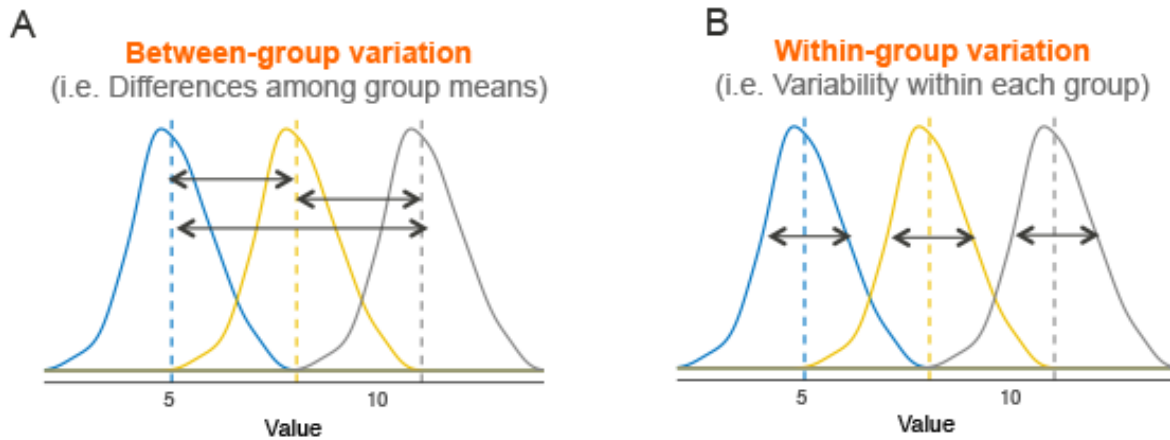 A
Between-group variation
(i.e. Differences among group means)
5 10
Value
B
Within-group variation
(i.e. Variability within each group)
5 10
Value